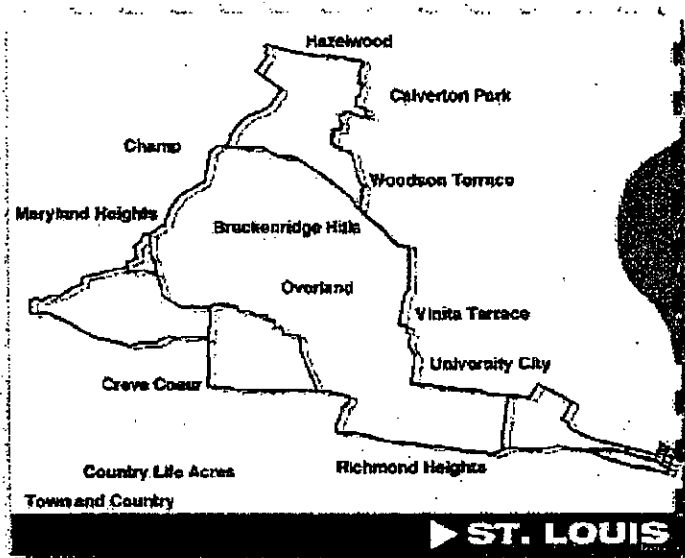 Hazelwood
Calverton Park
Champ
Woodson Terrace
Maryland Heights
Breckenridge Hills
Overland
Vinita Terrace
University City
Creve Coeur
Country Life Acres
Richmond Heights
Town and Country
ST. LOUIS